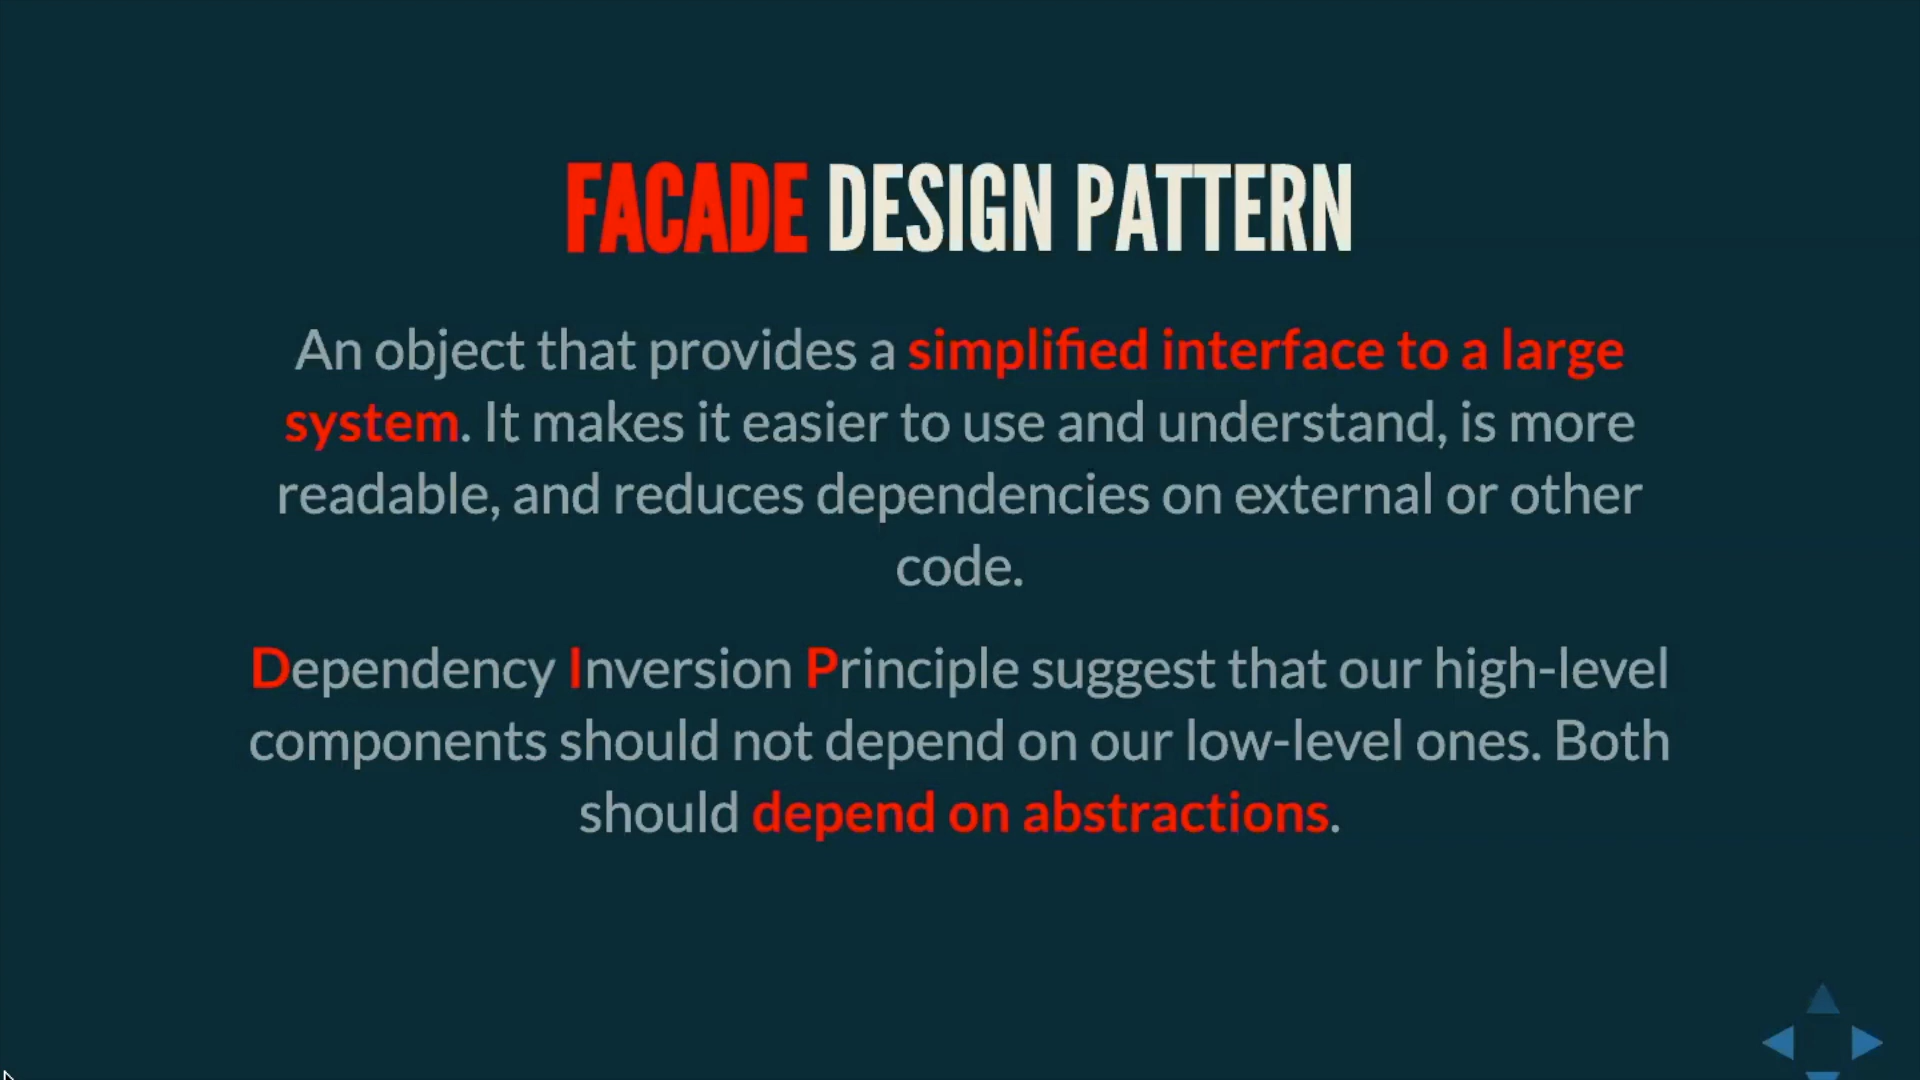 FACADE DESIGN PATTERN
An object that provides a simplified interface to a large
system. It makes it easier to use and understand, is more
readable, and reduces dependencies on external or other
code.
Dependency Inversion Principle suggest that our high-level
components should not depend on our low-level ones. Both
should depend on abstractions.